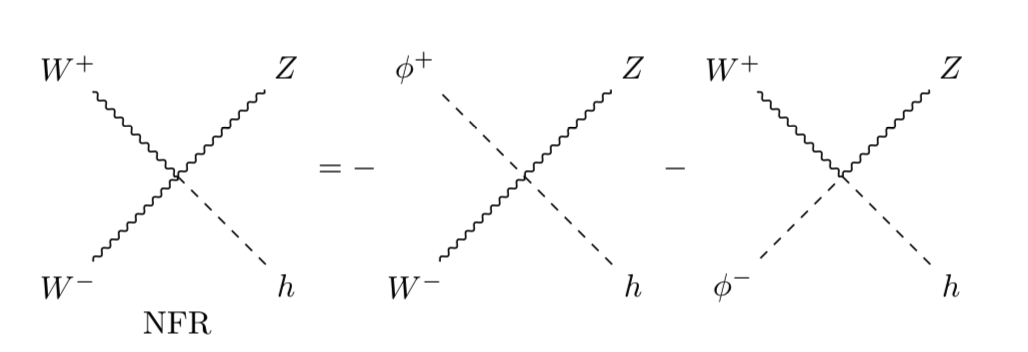 W⁺ Z ϕ⁺ Z W⁺ Z
= − −
W⁻ h W⁻ h ϕ⁻ h
NFR